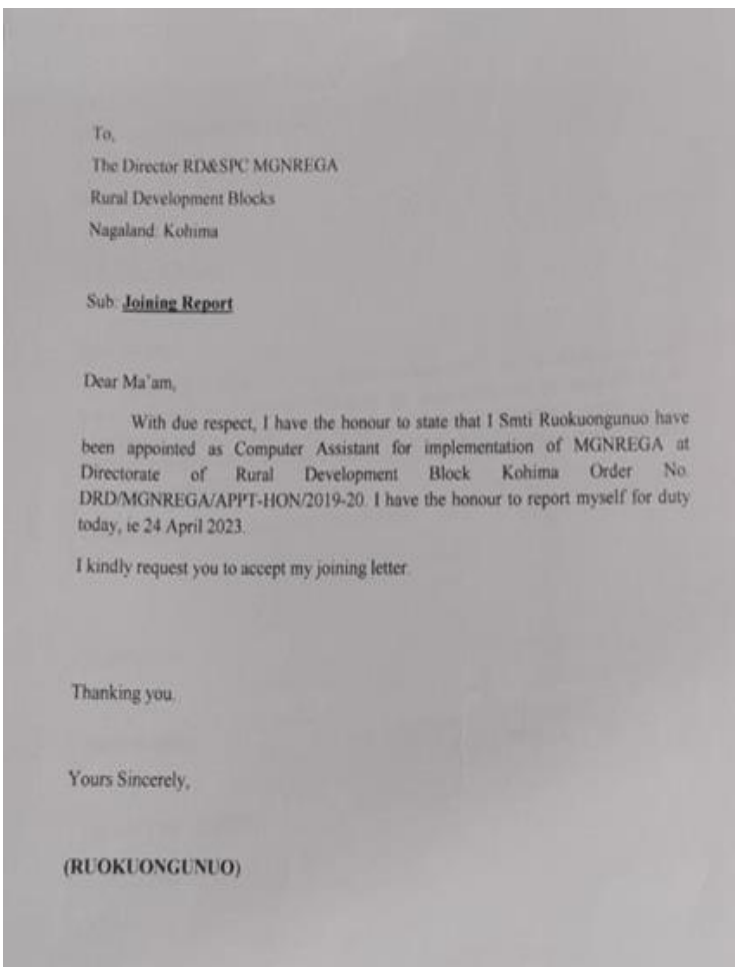 To,
The Director RD&SPC MGNREGA
Rural Development Blocks
Nagaland: Kohima
Sub: Joining Report
Dear Ma'am,
With due respect, I have the honour to state that I Smti Ruokuongunuo have
been appointed as Computer Assistant for implementation of MGNREGA at
Directorate of Rural Development Block Kohima Order No.
DRD/MGNREGA/APPT-HON/2019-20. I have the honour to report myself for duty
today, ie 24 April 2023.
I kindly request you to accept my joining letter.
Thanking you.
Yours Sincerely,
(RUOKUONGUNUO)